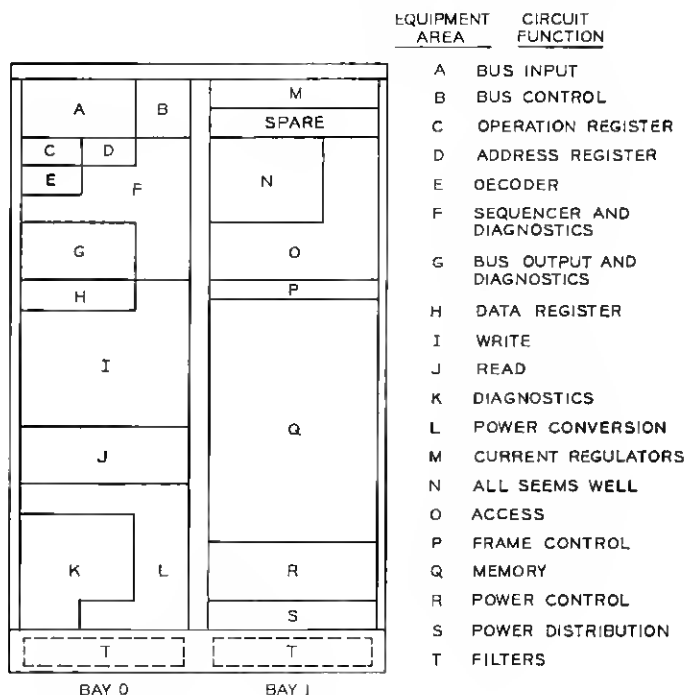 EQUIPMENT AREA CIRCUIT FUNCTION
A BUS INPUT
B BUS CONTROL
C OPERATION REGISTER
D ADDRESS REGISTER
E OECODER
F SEQUENCER AND
DIAGNOSTICS
G BUS OUTPUT AND
DIAGNOSTICS
H DATA REGISTER
I WRITE
J READ
K DIAGNOSTICS
L POWER CONVERSION
M CURRENT REGULATORS
N ALL SEEMS WELL
O ACCESS
P FRAME CONTROL
Q MEMORY
R POWER CONTROL
S POWER DISTRIBUTION
T FILTERS
A B
C D
E
F
G
H
I
J
K L
T
BAY 0
M
SPARE
N
O
P
Q
R
S
T
BAY 1